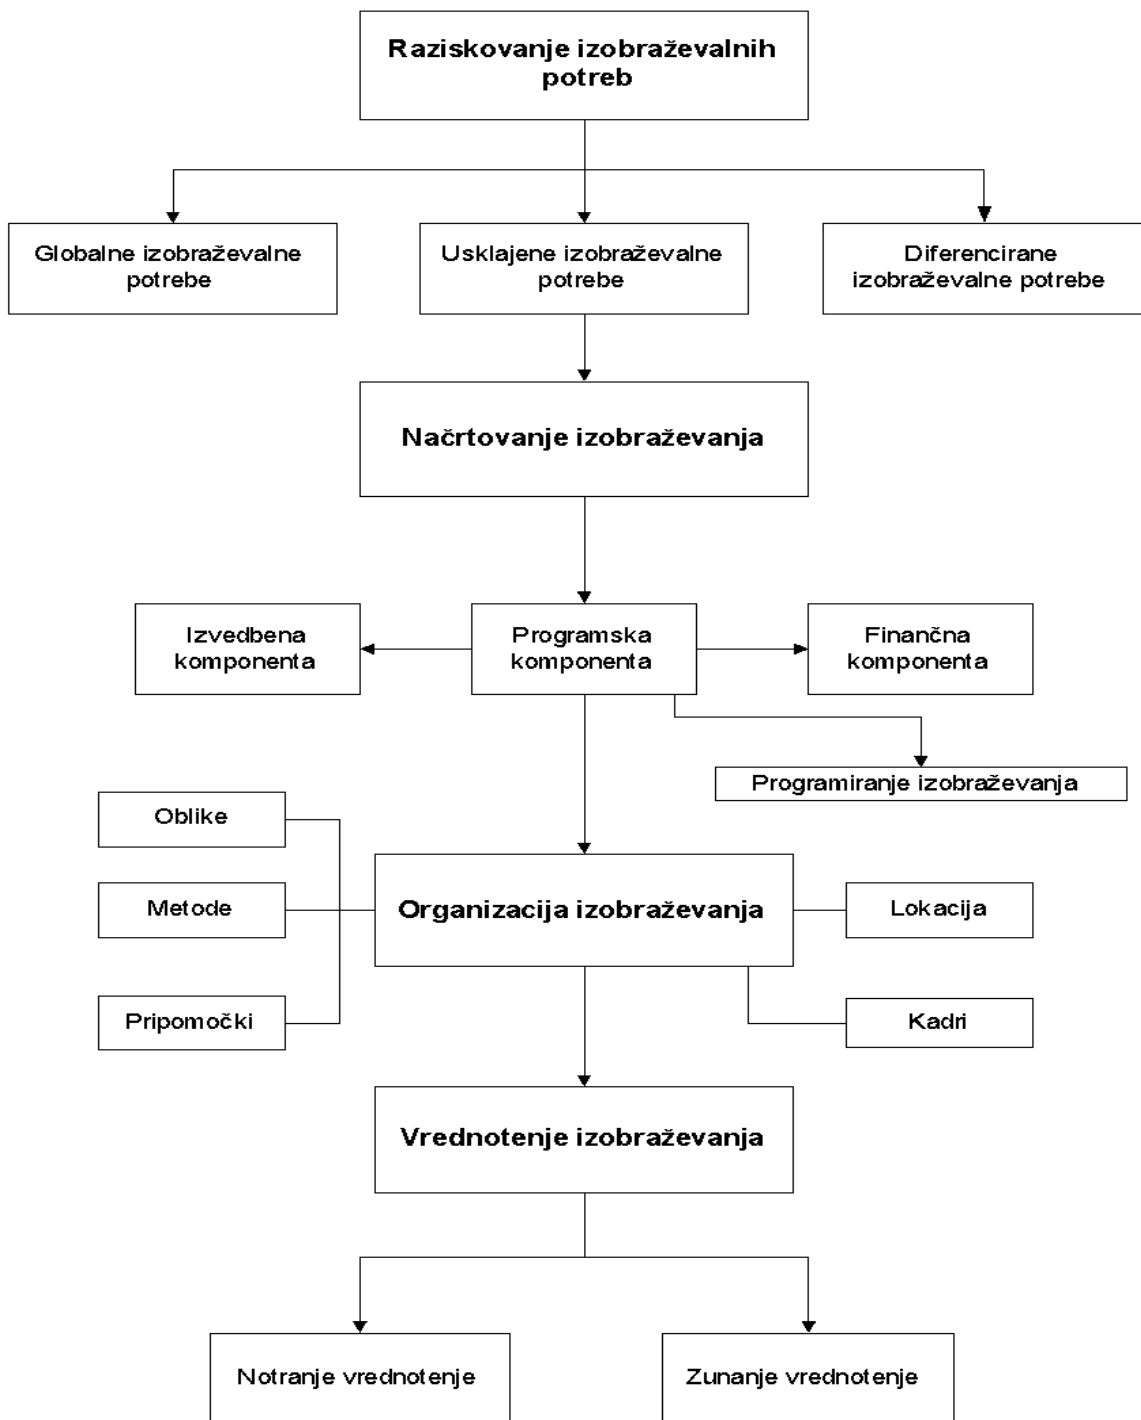 Raziskovanje izobraževalnih
potreb
Globalne izobraževalne
potrebe
Usklajene izobraževalne
potrebe
Diferencirane
izobraževalne potrebe
Načrtovanje izobraževanja
Izvedbena
komponenta
Programska
komponenta
Finančna
komponenta
Programiranje izobraževanja
Oblike
Metode
Organizacija izobraževanja
Lokacija
Pripomočki
Kadri
Vrednotenje izobraževanja
Notranje vrednotenje
Zunanje vrednotenje